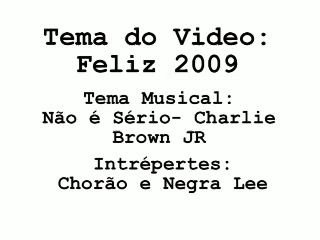 Tema do Video:
Feliz 2009
Tema Musical:
Não é Sério- Charlie
Brown JR
Intrépertes:
Chorão e Negra Lee